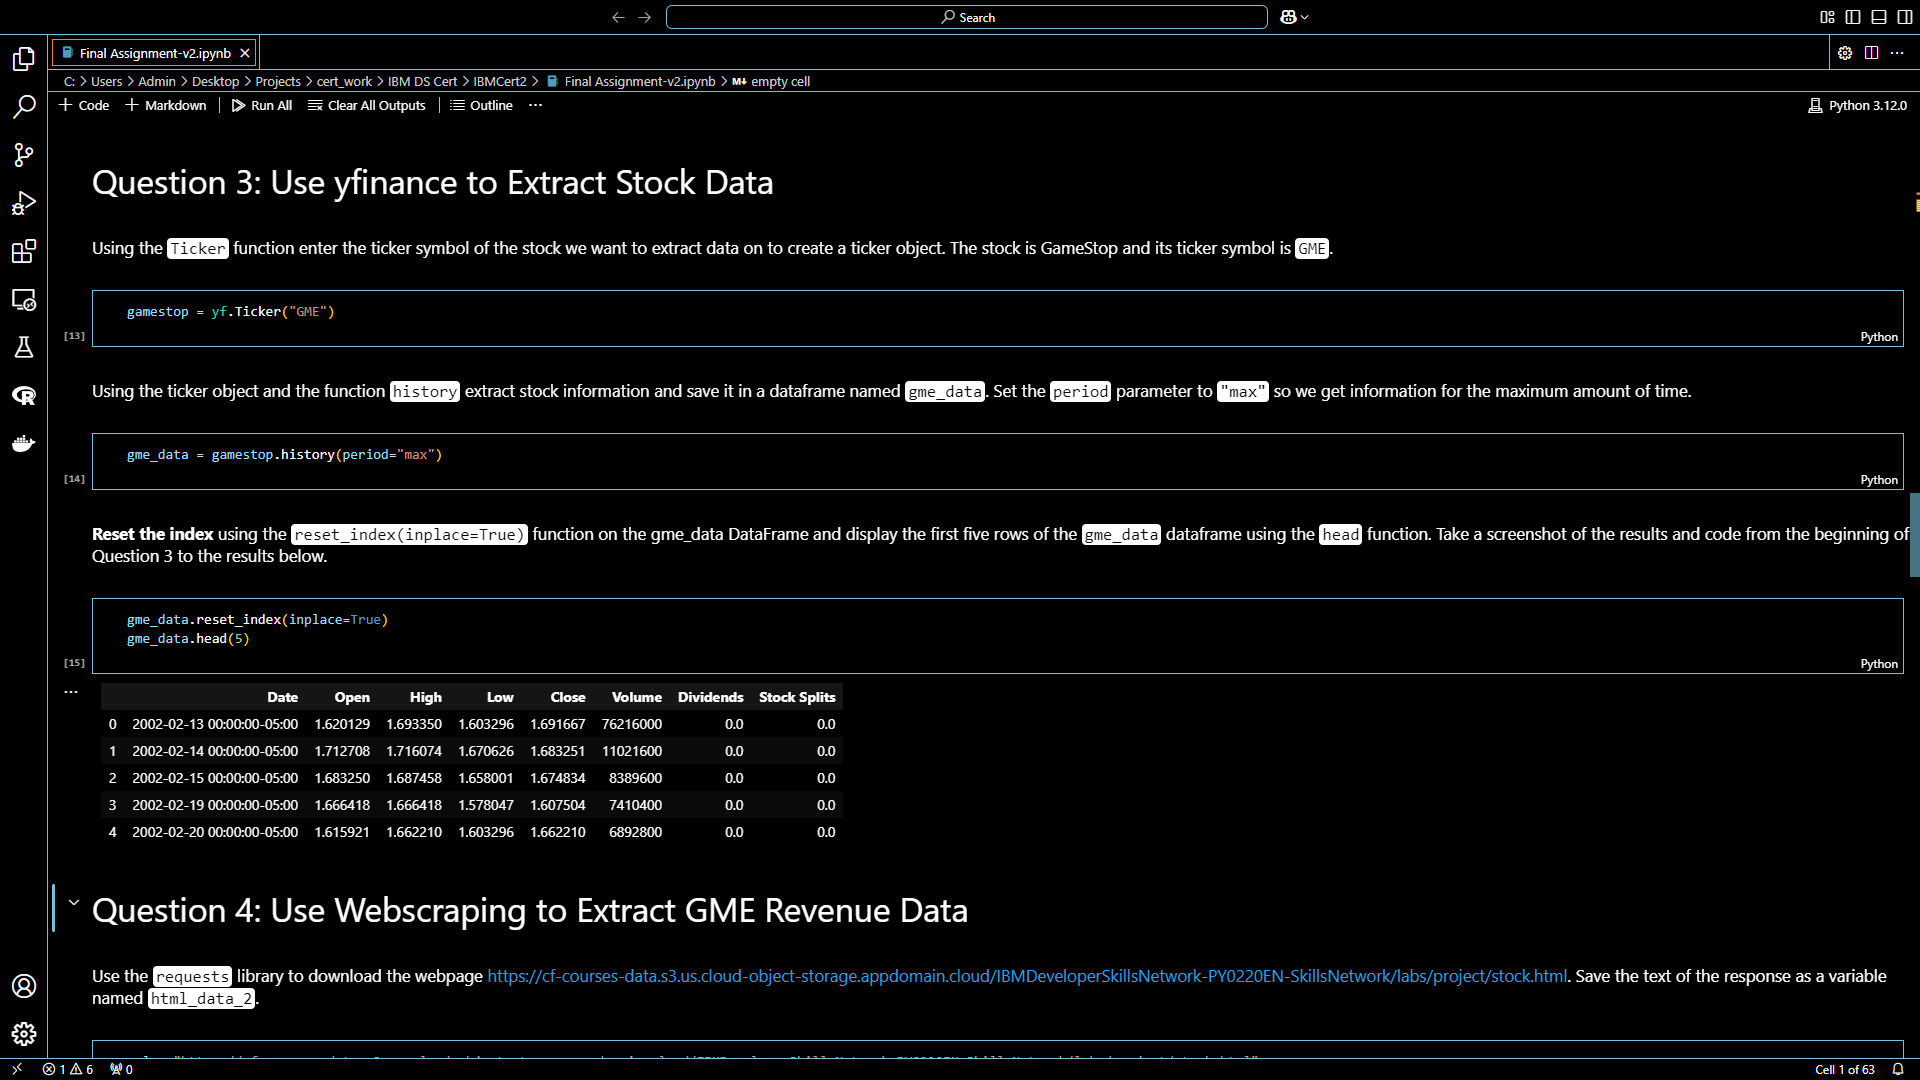 Search
Final Assignment-v2.ipynb
C: > Users > Admin > Desktop > Projects > cert_work > IBM DS Cert > IBMCert2 > Final Assignment-v2.ipynb > M↓ empty cell
+ Code + Markdown Run All Clear All Outputs Outline ... Python 3.12.0
Question 3: Use yfinance to Extract Stock Data
Using the Ticker function enter the ticker symbol of the stock we want to extract data on to create a ticker object. The stock is GameStop and its ticker symbol is GME.
gamestop = yf.Ticker("GME")
[13] Python
Using the ticker object and the function history extract stock information and save it in a dataframe named gme_data. Set the period parameter to "max" so we get information for the maximum amount of time.
gme_data = gamestop.history(period="max")
[14] Python
Reset the index using the reset_index(inplace=True) function on the gme_data DataFrame and display the first five rows of the gme_data dataframe using the head function. Take a screenshot of the results and code from the beginning of
Question 3 to the results below.
gme_data.reset_index(inplace=True)
gme_data.head(5)
[15] Python
... Date Open High Low Close Volume Dividends Stock Splits
0 2002-02-13 00:00:00-05:00 1.620129 1.693350 1.603296 1.691667 76216000 0.0 0.0
1 2002-02-14 00:00:00-05:00 1.712708 1.716074 1.670626 1.683251 11021600 0.0 0.0
2 2002-02-15 00:00:00-05:00 1.683250 1.687458 1.658001 1.674834 8389600 0.0 0.0
3 2002-02-19 00:00:00-05:00 1.666418 1.666418 1.578047 1.607504 7410400 0.0 0.0
4 2002-02-20 00:00:00-05:00 1.615921 1.662210 1.603296 1.662210 6892800 0.0 0.0
Question 4: Use Webscraping to Extract GME Revenue Data
Use the requests library to download the webpage https://cf-courses-data.s3.us.cloud-object-storage.appdomain.cloud/IBMDeveloperSkillsNetwork-PY0220EN-SkillsNetwork/labs/project/stock.html. Save the text of the response as a variable
named html_data_2.
1 6 0 Cell 1 of 63